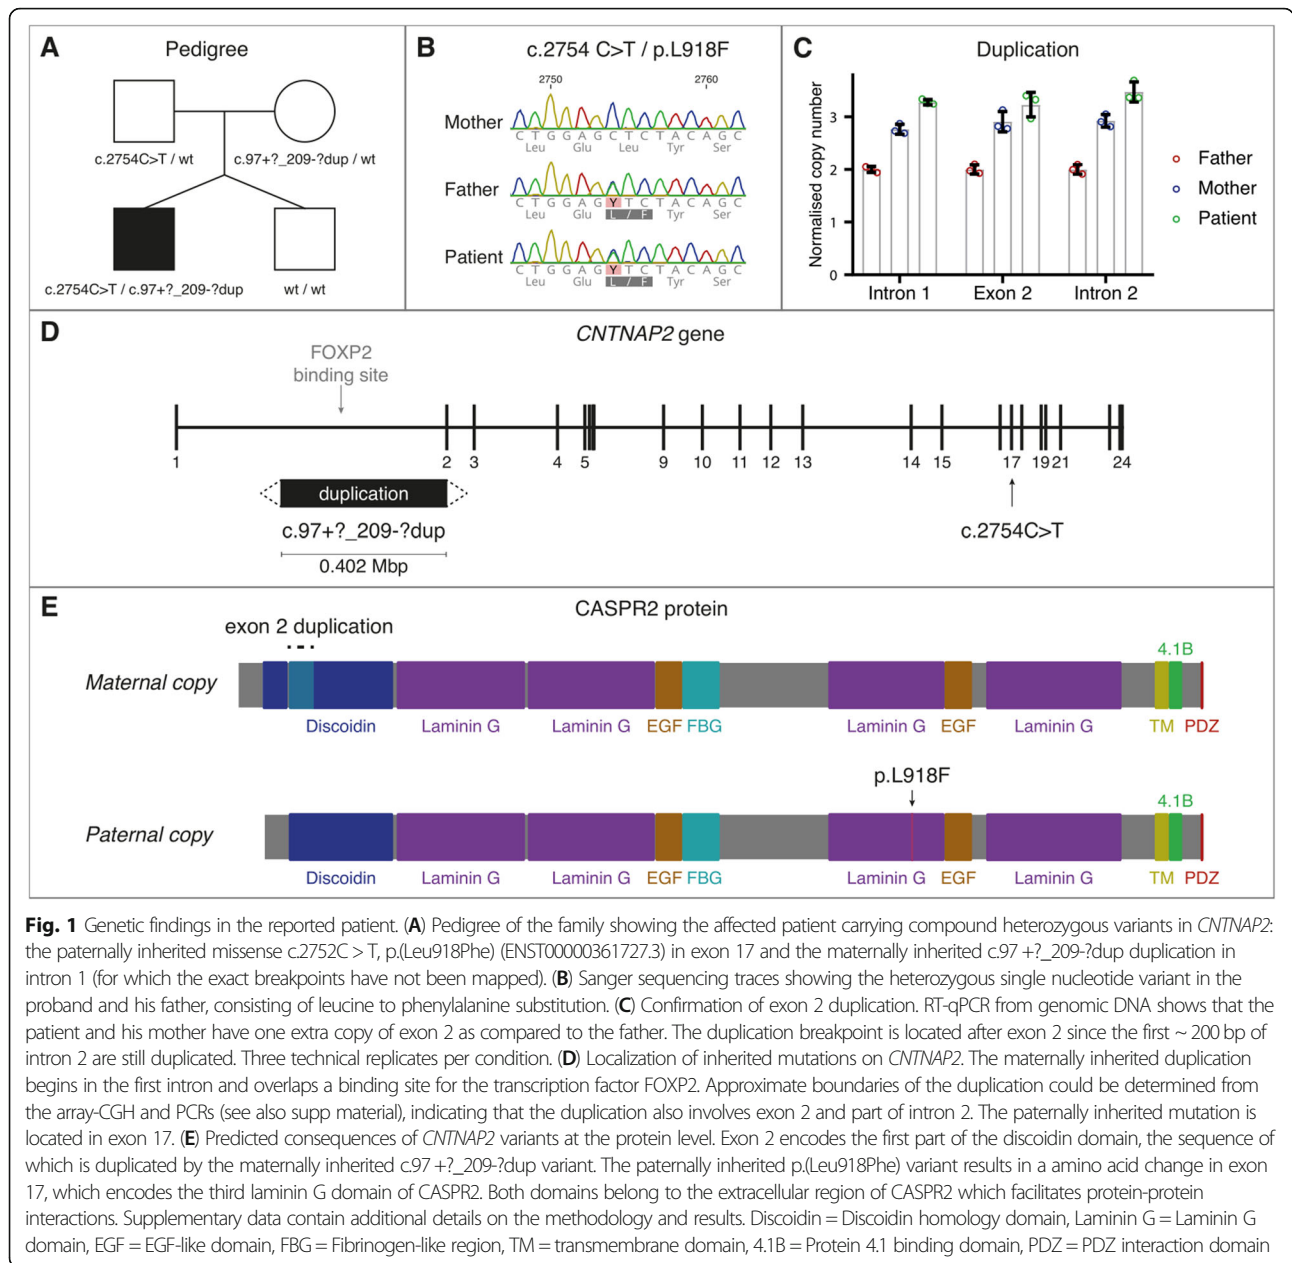 A
Pedigree
c.2754C>T / wt
c.97+?_209-?dup / wt
c.2754C>T / c.97+?_209-?dup
wt / wt
B
c.2754 C>T / p.L918F
2750
2760
Mother
C T G G A G C T C T A C A G C
Leu Glu Leu Tyr Ser
Father
C T G G A G Y T C T A C A G C
Leu Glu L / F Tyr Ser
Patient
C T G G A G Y T C T A C A G C
Leu Glu L / F Tyr Ser
C
Duplication
Normalised copy number
3
2
1
0
Intron 1
Exon 2
Intron 2
Father
Mother
Patient
D
CNTNAP2 gene
FOXP2
binding site
1 2 3 4 5 9 10 11 12 13 14 15 17 19 21 24
duplication
c.97+?_209-?dup
0.402 Mbp
c.2754C>T
E
CASPR2 protein
exon 2 duplication
4.1B
Maternal copy
Discoidin Laminin G Laminin G EGF FBG Laminin G EGF Laminin G TM PDZ
p.L918F
4.1B
Paternal copy
Discoidin Laminin G Laminin G EGF FBG Laminin G EGF Laminin G TM PDZ
Fig. 1 Genetic findings in the reported patient. (A) Pedigree of the family showing the affected patient carrying compound heterozygous variants in CNTNAP2:
the paternally inherited missense c.2752C > T, p.(Leu918Phe) (ENST00000361727.3) in exon 17 and the maternally inherited c.97 +?_209-?dup duplication in
intron 1 (for which the exact breakpoints have not been mapped). (B) Sanger sequencing traces showing the heterozygous single nucleotide variant in the
proband and his father, consisting of leucine to phenylalanine substitution. (C) Confirmation of exon 2 duplication. RT-qPCR from genomic DNA shows that the
patient and his mother have one extra copy of exon 2 as compared to the father. The duplication breakpoint is located after exon 2 since the first ~ 200 bp of
intron 2 are still duplicated. Three technical replicates per condition. (D) Localization of inherited mutations on CNTNAP2. The maternally inherited duplication
begins in the first intron and overlaps a binding site for the transcription factor FOXP2. Approximate boundaries of the duplication could be determined from
the array-CGH and PCRs (see also supp material), indicating that the duplication also involves exon 2 and part of intron 2. The paternally inherited mutation is
located in exon 17. (E) Predicted consequences of CNTNAP2 variants at the protein level. Exon 2 encodes the first part of the discoidin domain, the sequence of
which is duplicated by the maternally inherited c.97 +?_209-?dup variant. The paternally inherited p.(Leu918Phe) variant results in a amino acid change in exon
17, which encodes the third laminin G domain of CASPR2. Both domains belong to the extracellular region of CASPR2 which facilitates protein-protein
interactions. Supplementary data contain additional details on the methodology and results. Discoidin = Discoidin homology domain, Laminin G = Laminin G
domain, EGF = EGF-like domain, FBG = Fibrinogen-like region, TM = transmembrane domain, 4.1B = Protein 4.1 binding domain, PDZ = PDZ interaction domain